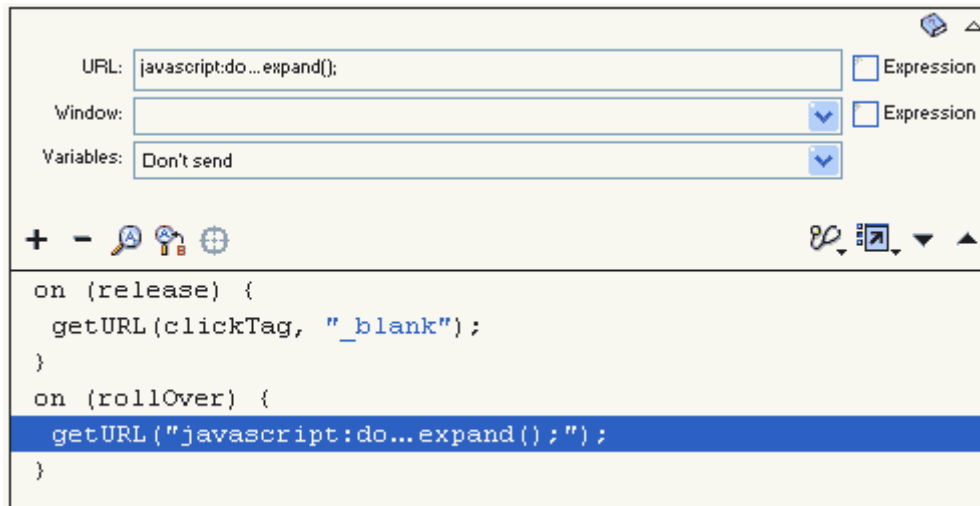 URL: javascript:do...expand(); Expression
Window: Expression
Variables: Don't send
on (release) {
getURL(clickTag, "_blank");
}
on (rollOver) {
getURL("javascript:do...expand();");
}